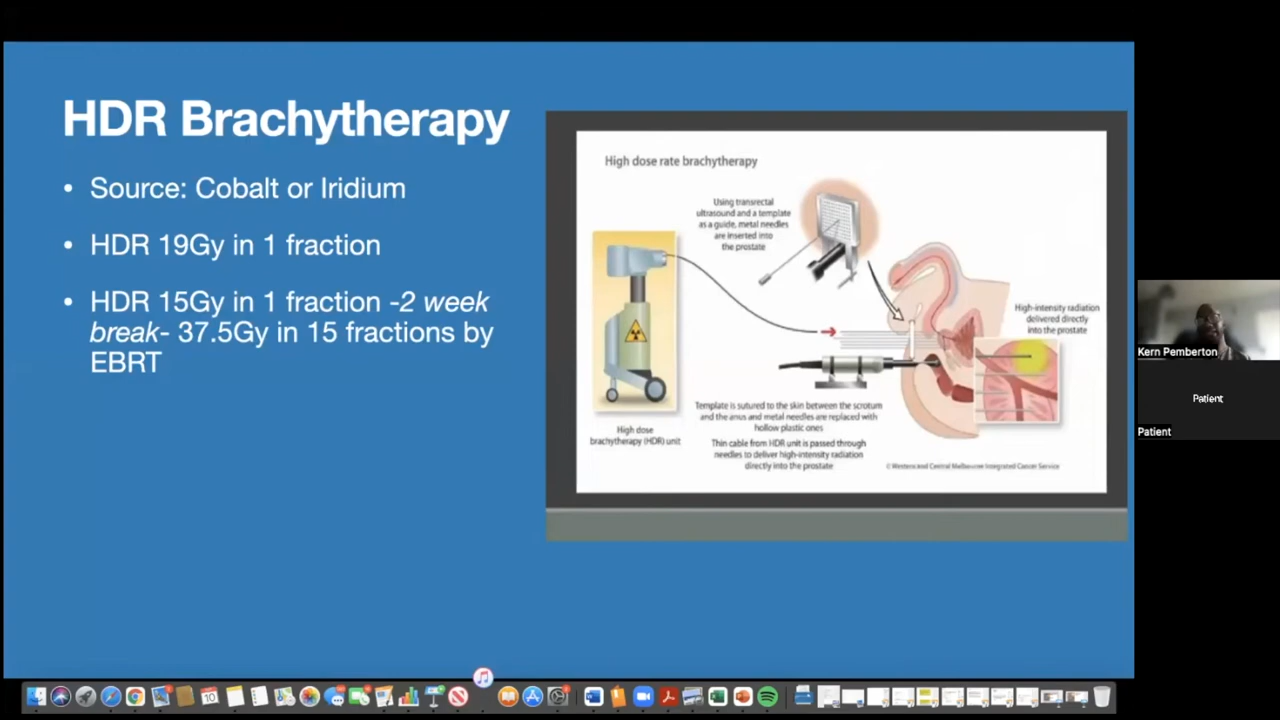 HDR Brachytherapy
• Source: Cobalt or Iridium
• HDR 19Gy in 1 fraction
• HDR 15Gy in 1 fraction -2 week
break- 37.5Gy in 15 fractions by
EBRT
High dose rate brachytherapy
Using transrectal
ultrasound and a template
as a guide, metal needles
are inserted into
the prostate
High-intensity radiation
delivered directly
into the prostate
Template is sutured to the skin between the scrotum
and the anus and metal needles are replaced with
hollow plastic ones
Thin cable from HDR unit is passed through
needles to deliver high-intensity radiation
directly into the prostate
High dose
brachytherapy (HDR) unit
© Western and Central Melbourne Integrated Cancer Service
Kern Pemberton
Patient
Patient
10